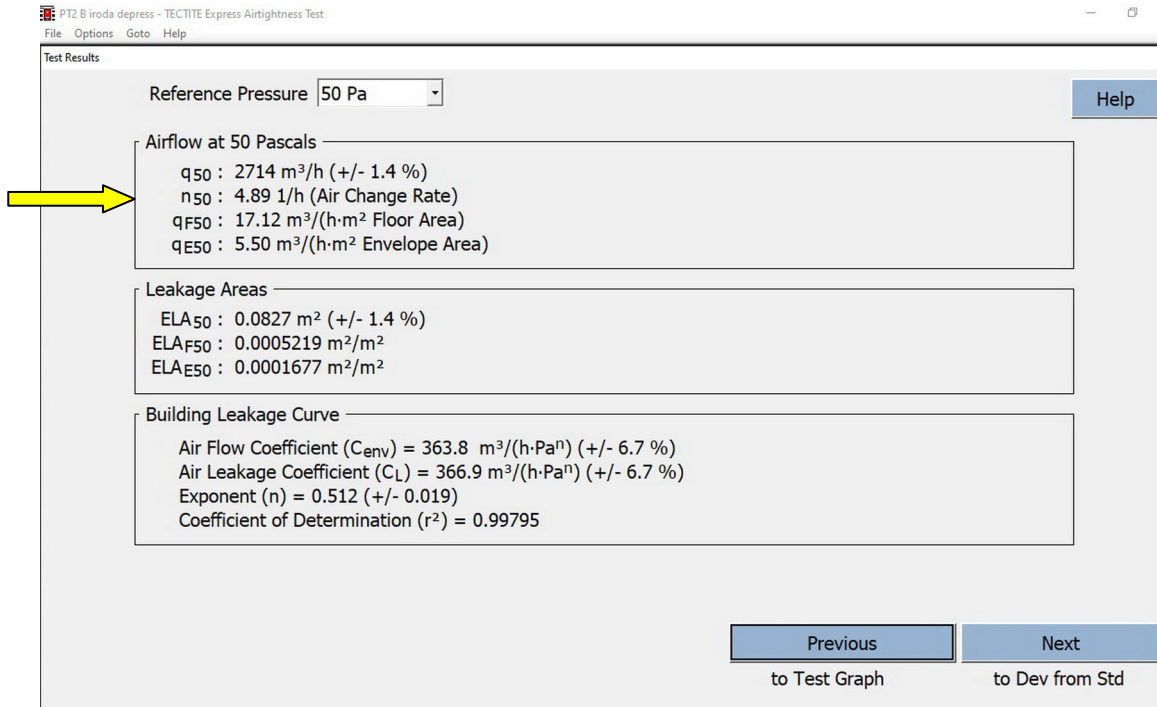 PT2 B iroda depress - TECTITE Express Airtightness Test
File Options Goto Help
Test Results
Reference Pressure 50 Pa
Help
Airflow at 50 Pascals
q50 : 2714 m³/h (+/- 1.4 %)
n50 : 4.89 1/h (Air Change Rate)
qF50 : 17.12 m³/(h·m² Floor Area)
qE50 : 5.50 m³/(h·m² Envelope Area)
Leakage Areas
ELA50 : 0.0827 m² (+/- 1.4 %)
ELAF50 : 0.0005219 m²/m²
ELAE50 : 0.0001677 m²/m²
Building Leakage Curve
Air Flow Coefficient (Cenv) = 363.8 m³/(h·Paⁿ) (+/- 6.7 %)
Air Leakage Coefficient (CL) = 366.9 m³/(h·Paⁿ) (+/- 6.7 %)
Exponent (n) = 0.512 (+/- 0.019)
Coefficient of Determination (r²) = 0.99795
Previous Next
to Test Graph to Dev from Std